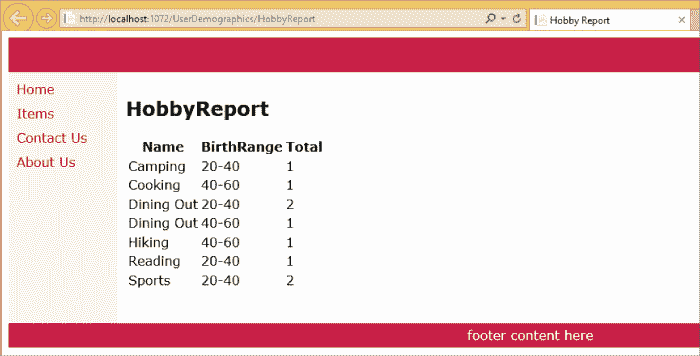 http://localhost:1072/UserDemographics/HobbyReport
Hobby Report
Home
Items
Contact Us
About Us
HobbyReport
Name BirthRange Total
Camping 20-40 1
Cooking 40-60 1
Dining Out 20-40 2
Dining Out 40-60 1
Hiking 40-60 1
Reading 20-40 1
Sports 20-40 2
footer content here